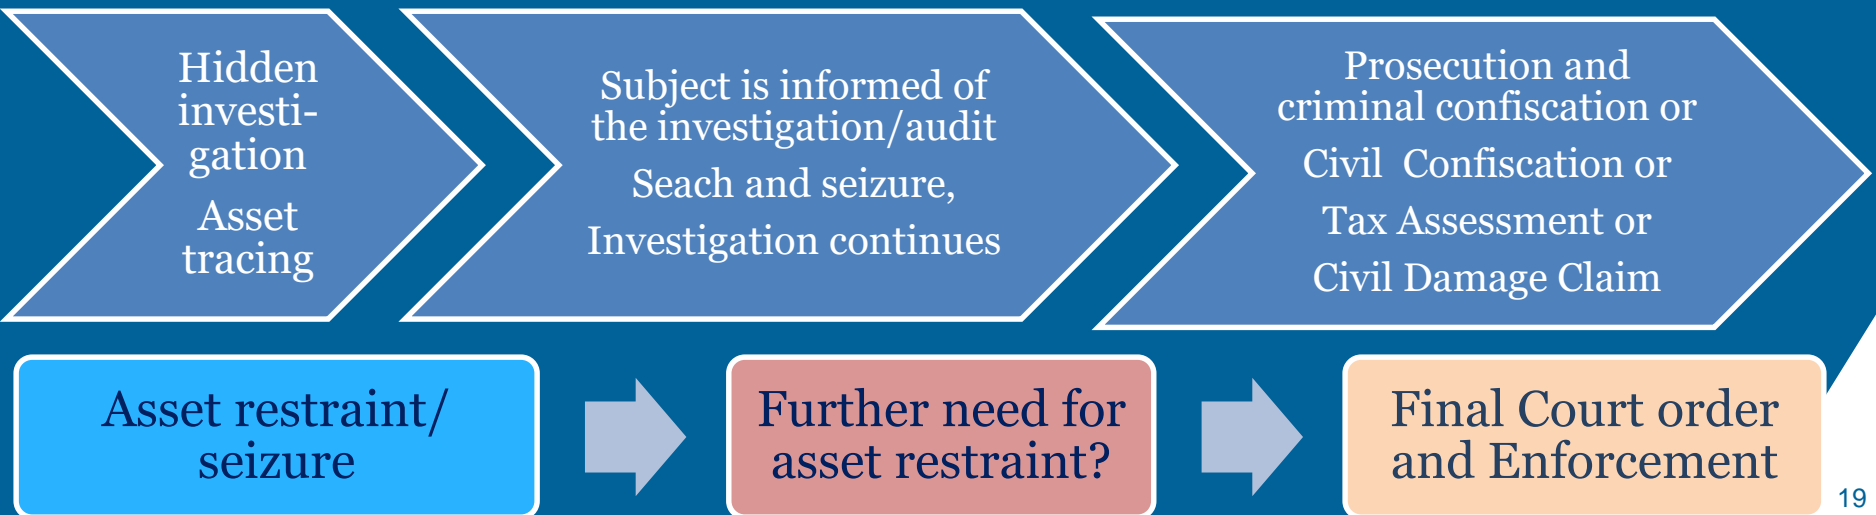 Hidden
investi-
gation
Asset
tracing
Subject is informed of
the investigation/audit
Seach and seizure,
Investigation continues
Prosecution and
criminal confiscation or
Civil  Confiscation or
Tax Assessment or
Civil Damage Claim
Asset restraint/
seizure
Further need for
asset restraint?
Final Court order
and Enforcement
19